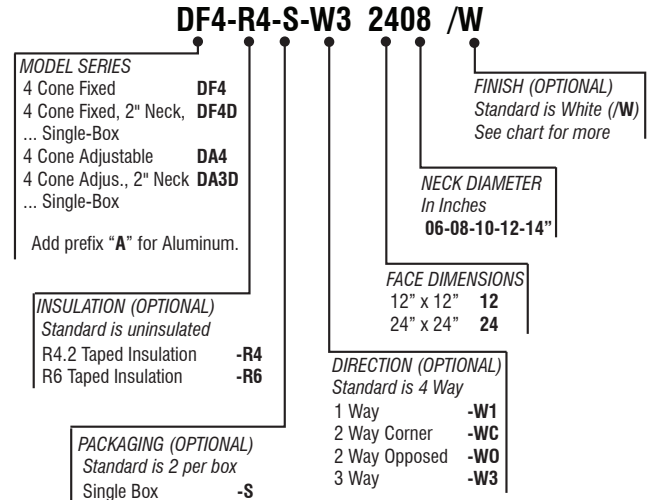 DF4-R4-S-W3 2408 /W
MODEL SERIES
4 Cone Fixed DF4
4 Cone Fixed, 2" Neck, DF4D
... Single-Box
4 Cone Adjustable DA4
4 Cone Adjus., 2" Neck DA3D
... Single-Box
Add prefix “A” for Aluminum.
FINISH (OPTIONAL)
Standard is White (/W)
See chart for more
NECK DIAMETER
In Inches
06-08-10-12-14”
FACE DIMENSIONS
12” x 12” 12
24” x 24” 24
INSULATION (OPTIONAL)
Standard is uninsulated
R4.2 Taped Insulation -R4
R6 Taped Insulation -R6
DIRECTION (OPTIONAL)
Standard is 4 Way
1 Way -W1
2 Way Corner -WC
2 Way Opposed -WO
3 Way -W3
PACKAGING (OPTIONAL)
Standard is 2 per box
Single Box -S